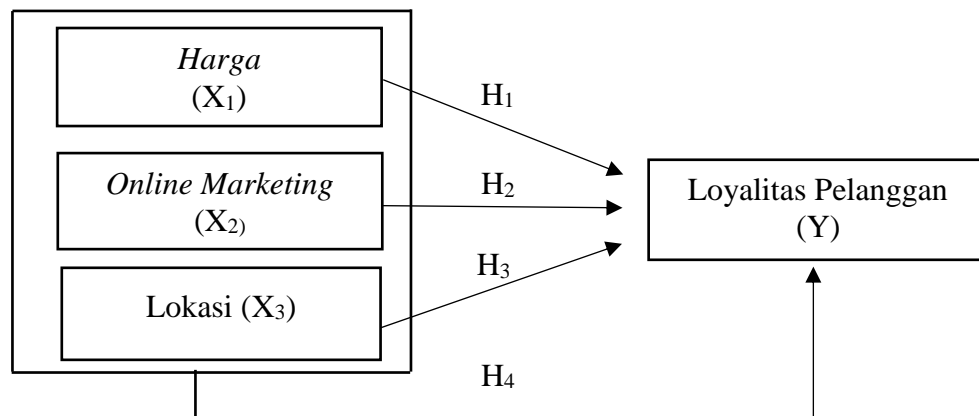 Harga
(X₁)
H₁
Online Marketing
(X₂)
H₂
Loyalitas Pelanggan
(Y)
H₃
Lokasi (X₃)
H₄